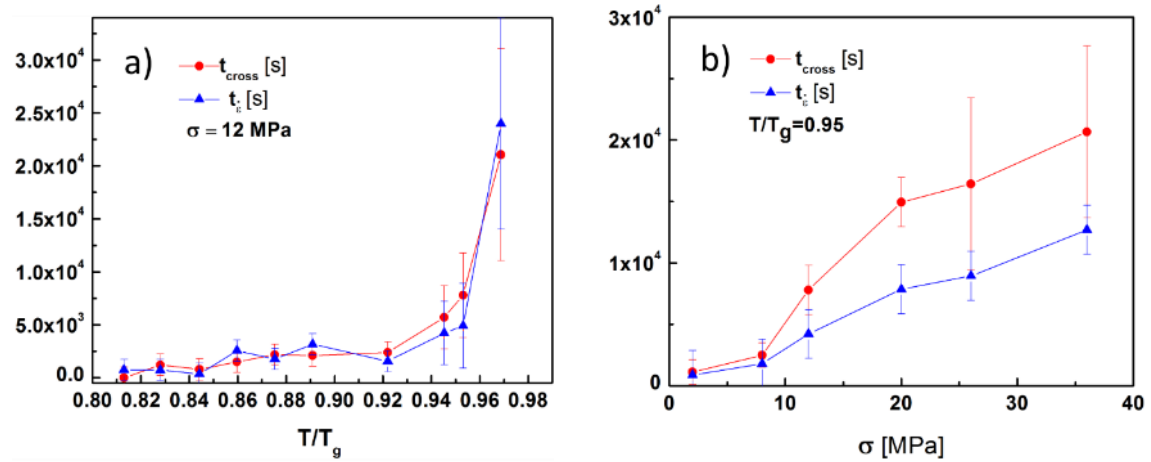 a)
t_cross [s]
t_ε̇ [s]
σ = 12 MPa
3.0x10^4
2.5x10^4
2.0x10^4
1.5x10^4
1.0x10^4
5.0x10^3
0.0
0.80 0.82 0.84 0.86 0.88 0.90 0.92 0.94 0.96 0.98
T/T_g
b)
t_cross [s]
t_ε̇ [s]
T/T_g=0.95
3x10^4
2x10^4
1x10^4
0
0 10 20 30 40
σ [MPa]